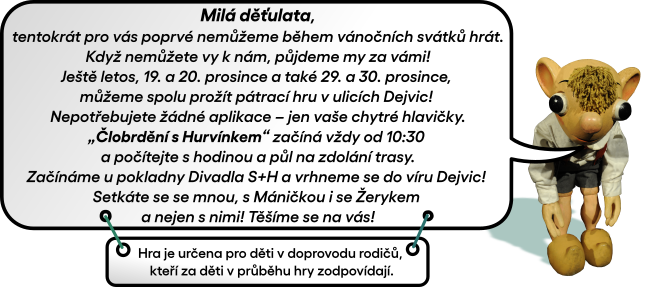 Milá děťulata,
tentokrát pro vás poprvé nemůžeme během vánočních svátků hrát.
Když nemůžete vy k nám, půjdeme my za vámi!
Ještě letos, 19. a 20. prosince a také 29. a 30. prosince,
můžeme spolu prožít pátrací hru v ulicích Dejvic!
Nepotřebujete žádné aplikace – jen vaše chytré hlavičky.
„Člobrdění s Hurvínkem“ začíná vždy od 10:30
a počítejte s hodinou a půl na zdolání trasy.
Začínáme u pokladny Divadla S+H a vrhneme se do víru Dejvic!
Setkáte se se mnou, s Máničkou i se Žerykem
a nejen s nimi! Těšíme se na vás!
Hra je určena pro děti v doprovodu rodičů,
kteří za děti v průběhu hry zodpovídají.